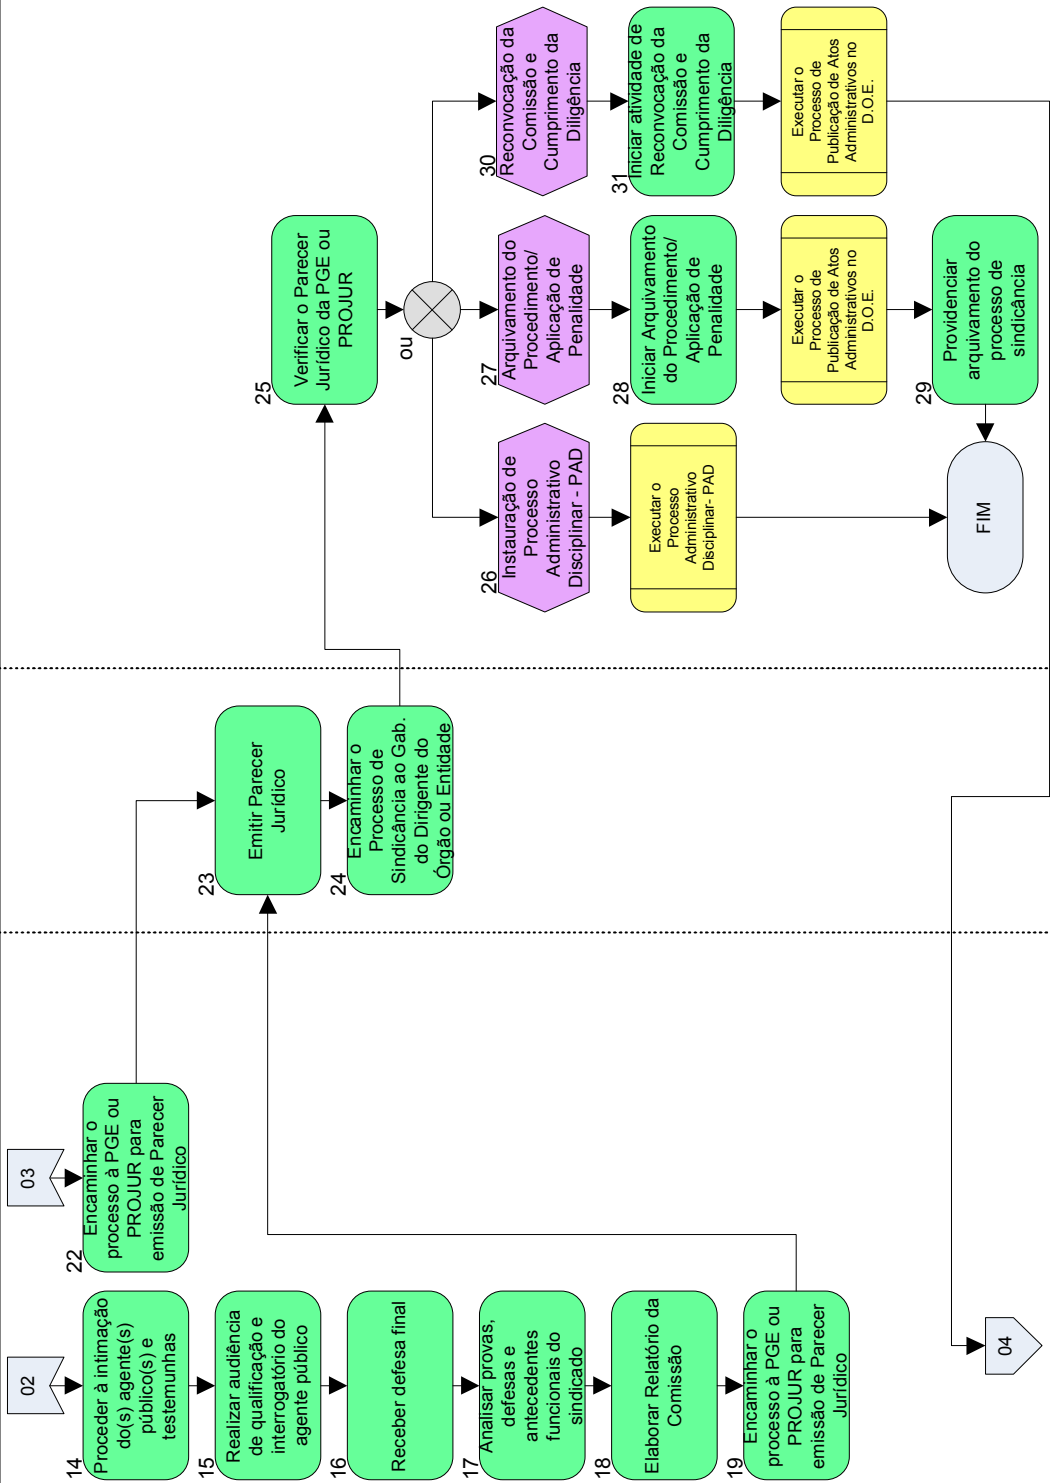 02
14
Proceder à intimação
do(s) agente(s)
público(s) e
testemunhas
15
Realizar audiência
de qualificação e
interrogatório do
agente público
16
Receber defesa final
17
Analisar provas,
defesas e
antecedentes
funcionais do
sindicado
18
Elaborar Relatório da
Comissão
19
Encaminhar o
processo à PGE ou
PROJUR para
emissão de Parecer
Jurídico
03
22
Encaminhar o
processo à PGE ou
PROJUR para
emissão de Parecer
Jurídico
23
Emitir Parecer
Jurídico
24
Encaminhar o
Processo de
Sindicância ao Gab.
do Dirigente do
Órgão ou Entidade
25
Verificar o Parecer
Jurídico da PGE ou
PROJUR
ou
26
Instauração de
Processo
Administrativo
Disciplinar - PAD
Executar o
Processo
Administrativo
Disciplinar- PAD
FIM
27
Arquivamento do
Procedimento/
Aplicação de
Penalidade
28
Iniciar Arquivamento
do Procedimento/
Aplicação de
Penalidade
Executar o
Processo de
Publicação de Atos
Administrativos no
D.O.E.
29
Providenciar
arquivamento do
processo de
sindicância
30
Reconvocação da
Comissão e
Cumprimento da
Diligência
31
Iniciar atividade de
Reconvocação da
Comissão e
Cumprimento da
Diligência
Executar o
Processo de
Publicação de Atos
Administrativos no
D.O.E.
04